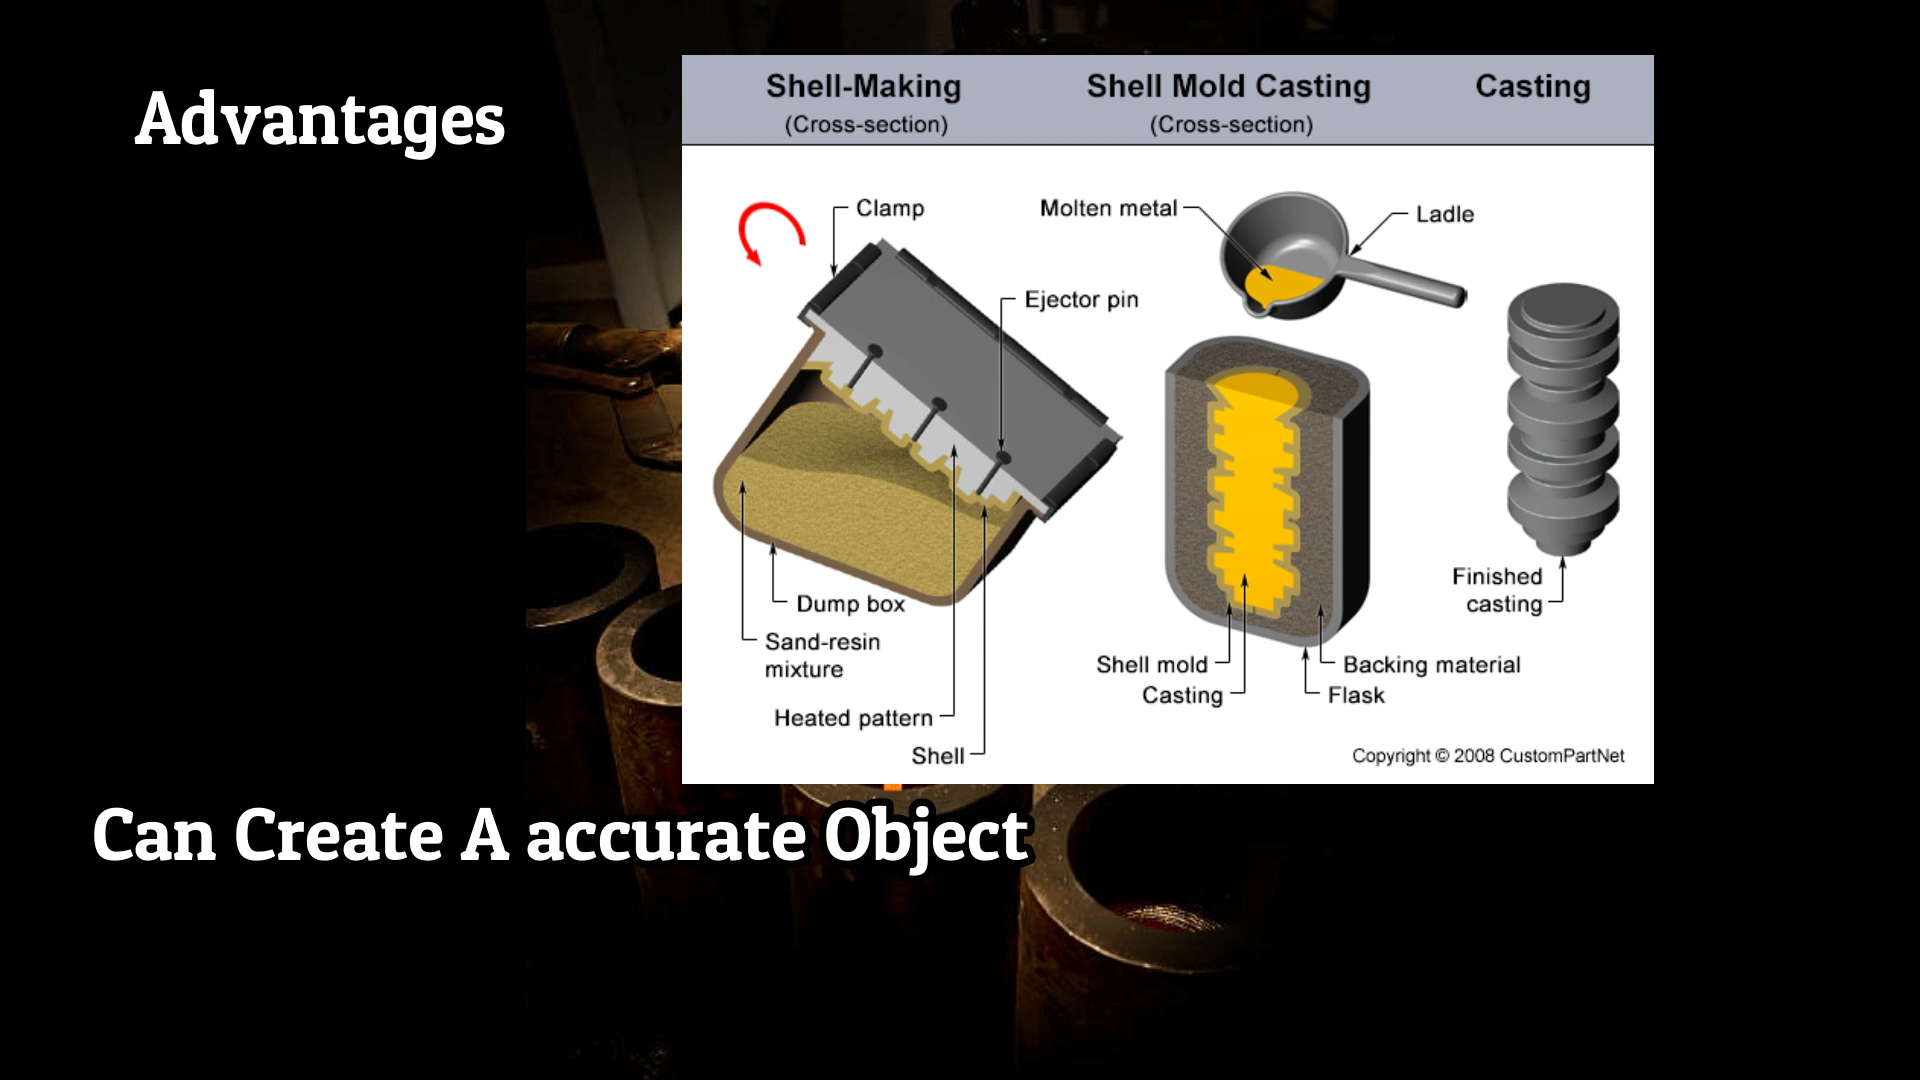 Advantages
Shell-Making
(Cross-section)
Shell Mold Casting
(Cross-section)
Casting
Clamp
Ejector pin
Dump box
Sand-resin
mixture
Heated pattern
Shell
Molten metal
Ladle
Shell mold
Casting
Backing material
Flask
Finished
casting
Copyright © 2008 CustomPartNet
Can Create A accurate Object